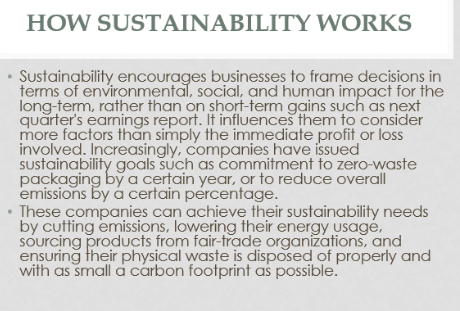 HOW SUSTAINABILITY WORKS
• Sustainability encourages businesses to frame decisions in
terms of environmental, social, and human impact for the
long-term, rather than on short-term gains such as next
quarter's earnings report. It influences them to consider
more factors than simply the immediate profit or loss
involved. Increasingly, companies have issued
sustainability goals such as commitment to zero-waste
packaging by a certain year, or to reduce overall
emissions by a certain percentage.
• These companies can achieve their sustainability needs
by cutting emissions, lowering their energy usage,
sourcing products from fair-trade organizations, and
ensuring their physical waste is disposed of properly and
with as small a carbon footprint as possible.